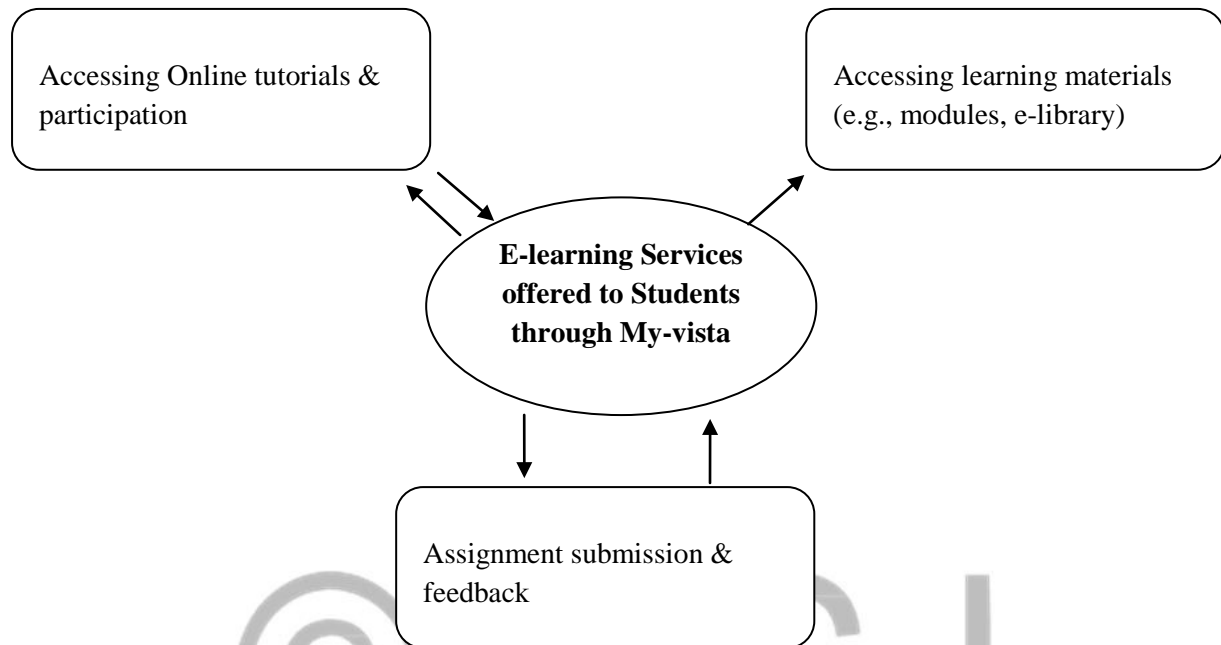 Accessing Online tutorials &
participation
Accessing learning materials
(e.g., modules, e-library)
E-learning Services
offered to Students
through My-vista
Assignment submission &
feedback